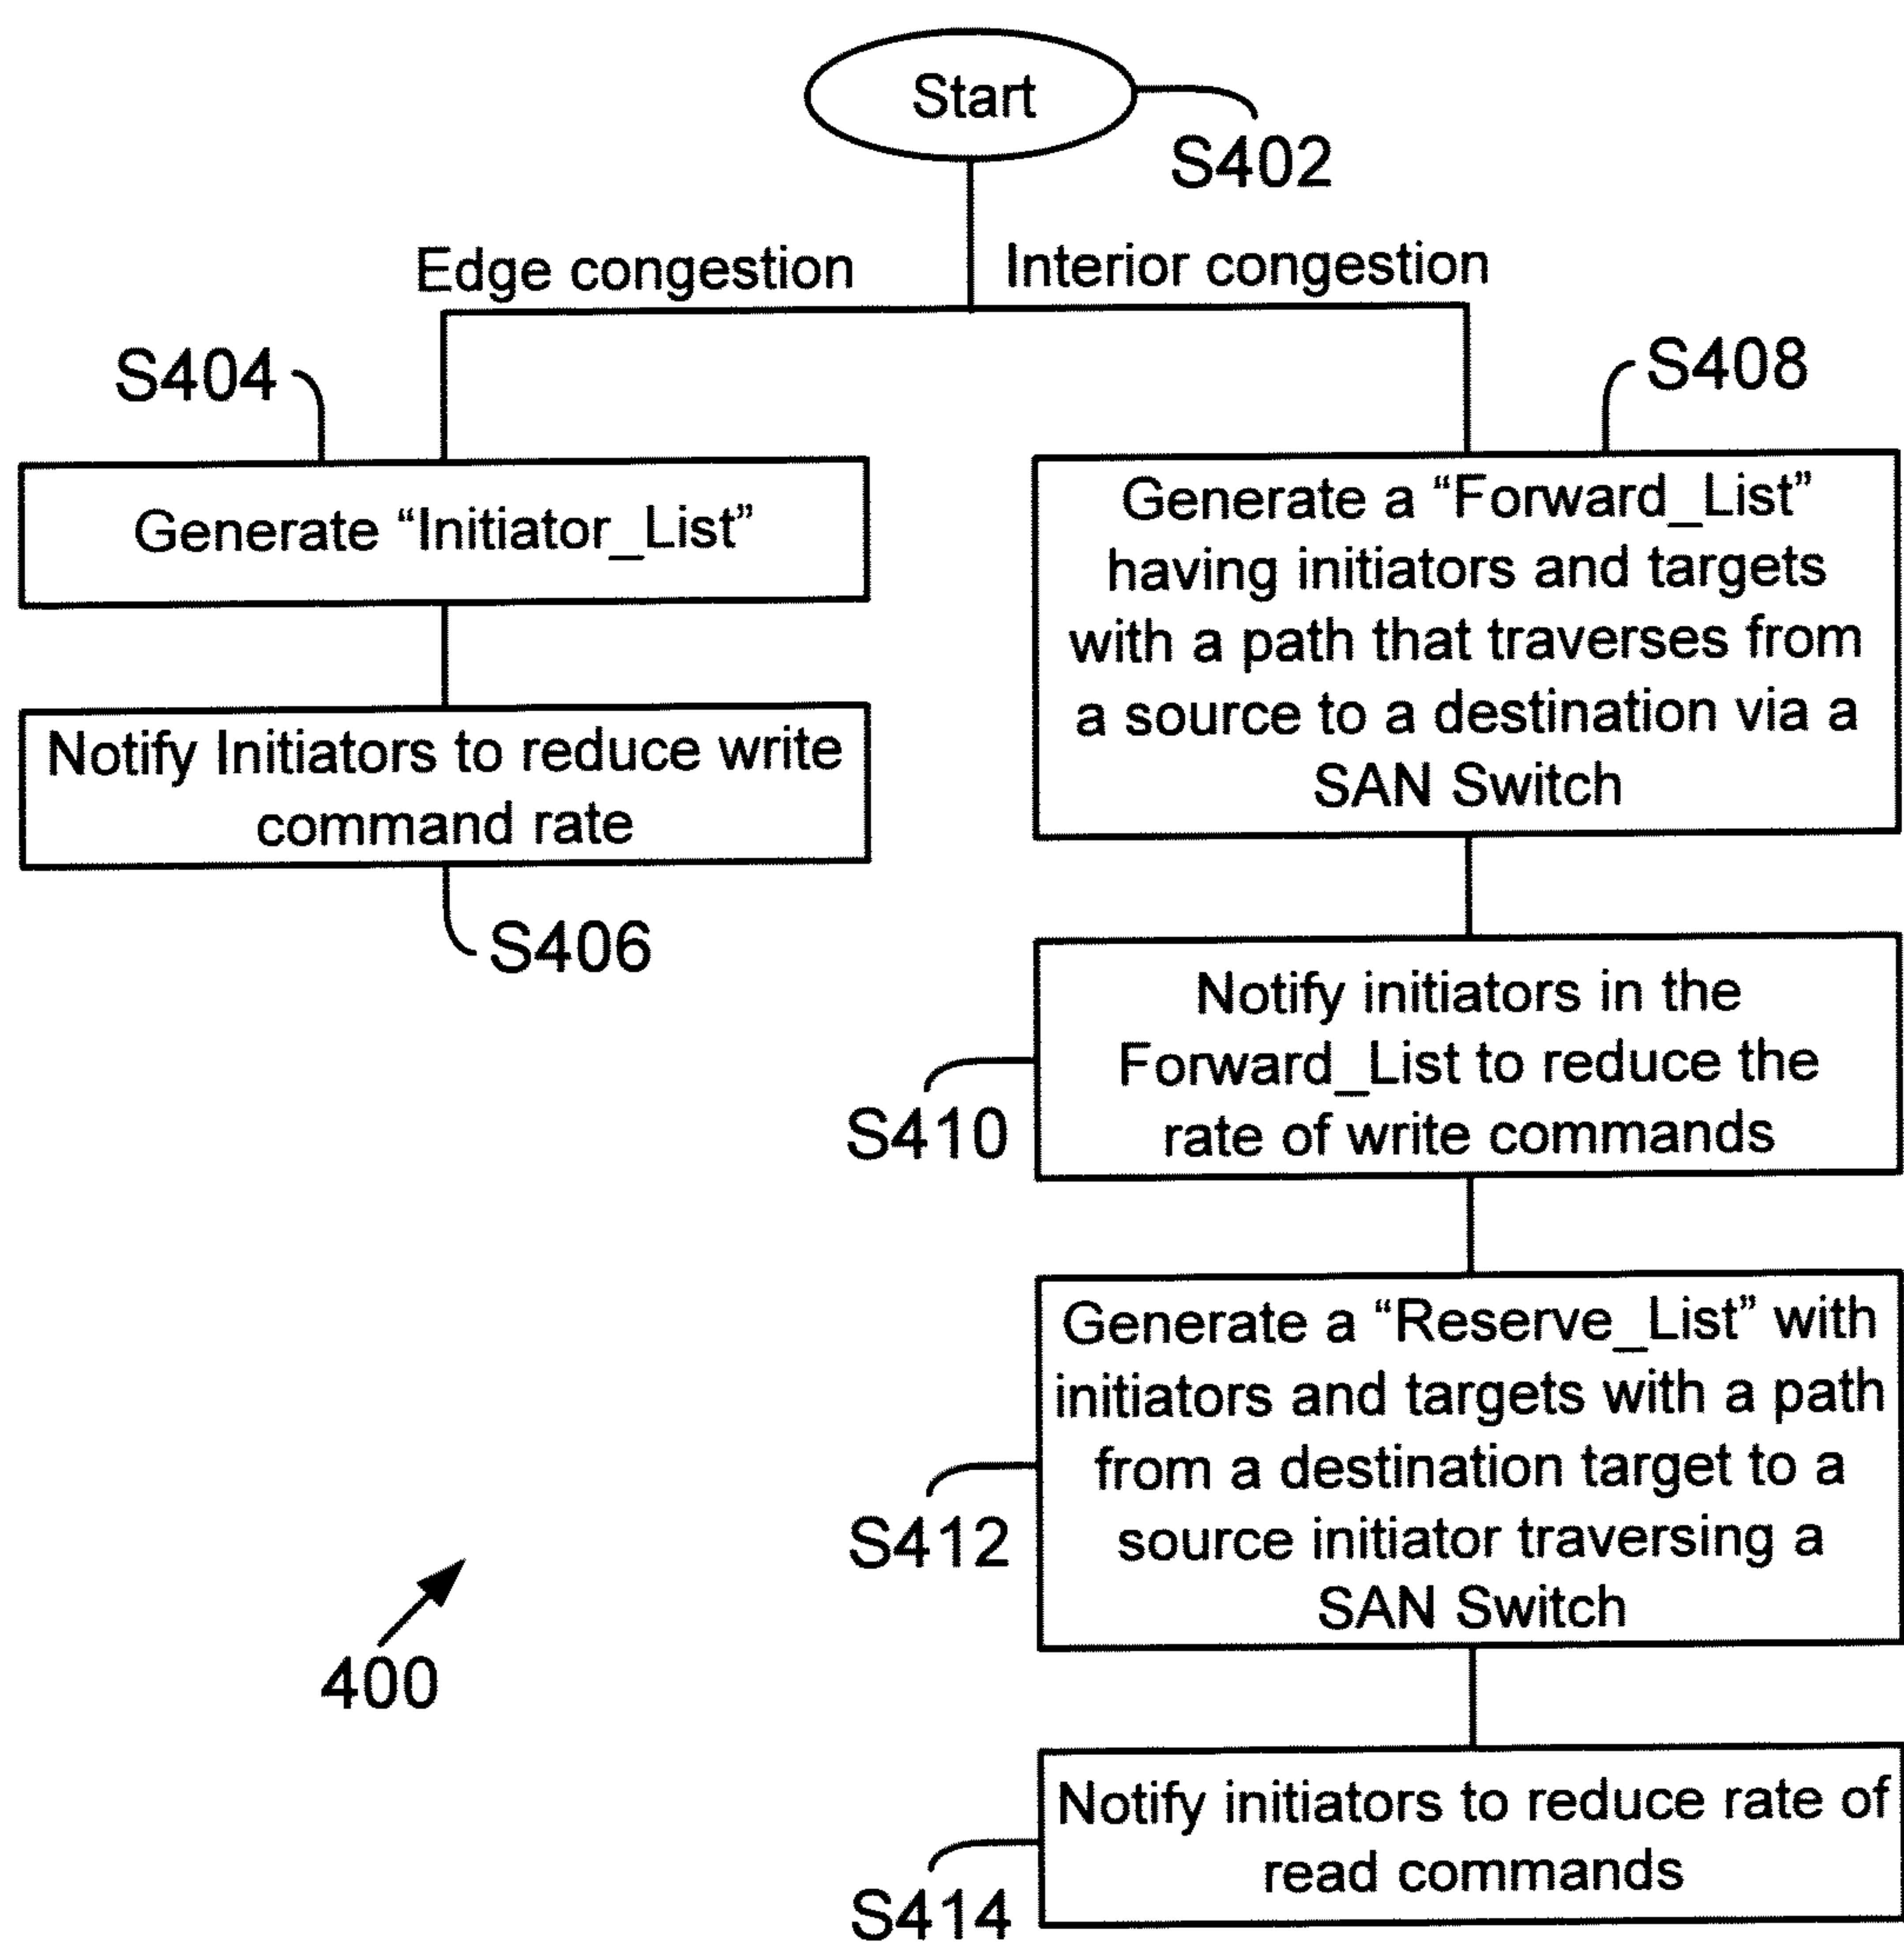 Start
S402
Edge congestion
Interior congestion
S404
S408
Generate “Initiator_List”
Notify Initiators to reduce write
command rate
S406
Generate a “Forward_List”
having initiators and targets
with a path that traverses from
a source to a destination via a
SAN Switch
Notify initiators in the
Forward_List to reduce the
rate of write commands
S410
Generate a “Reserve_List” with
initiators and targets with a path
from a destination target to a
source initiator traversing a
SAN Switch
S412
400
Notify initiators to reduce rate of
read commands
S414